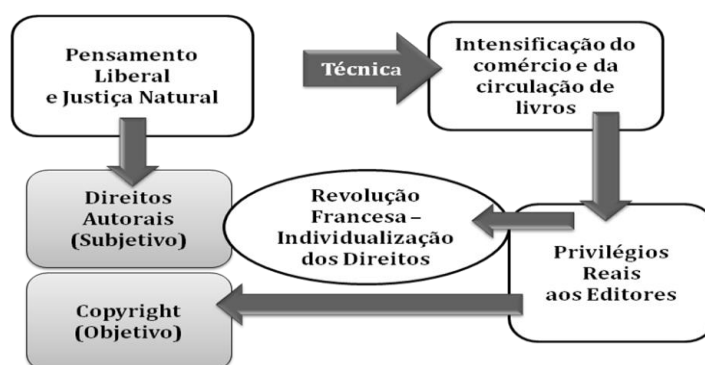 Pensamento
Liberal
e Justiça Natural
Técnica
Intensificação do
comércio e da
circulação de
livros
Direitos
Autorais
(Subjetivo)
Revolução
Francesa –
Individualização
dos Direitos
Privilégios
Reais
aos Editores
Copyright
(Objetivo)